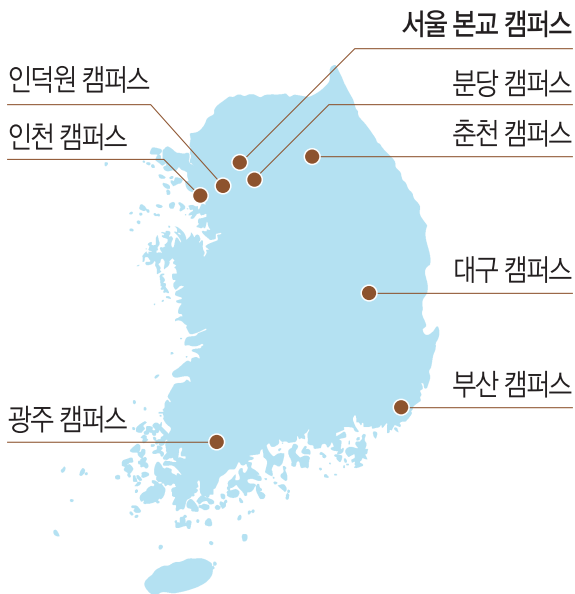 서울 본교 캠퍼스
인덕원 캠퍼스
분당 캠퍼스
인천 캠퍼스
춘천 캠퍼스
대구 캠퍼스
부산 캠퍼스
광주 캠퍼스